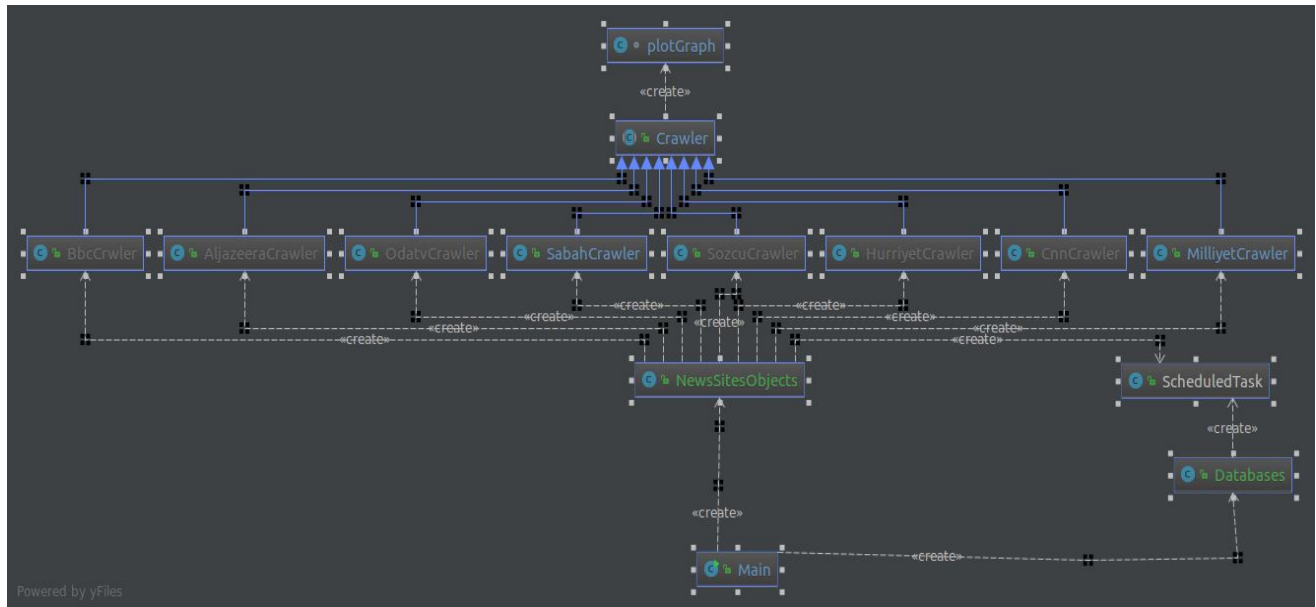 plotGraph
«create»
Crawler
BbcCrwler
AljazeeraCrawler
OdatvCrawler
SabahCrawler
SozcuCrawler
HurriyetCrawler
CnnCrawler
MilliyetCrawler
«create»
«create»
«create»
«create»
«create»
«create»
«create»
«create»
«create»
NewsSitesObjects
ScheduledTask
«create»
Databases
«create»
«create»
Main
Powered by yFiles